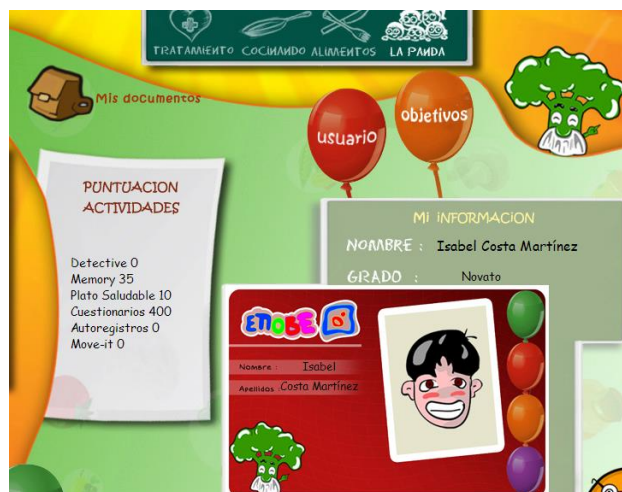 TRATAMIENTO COCINANDO ALIMENTOS LA PANDA
Mis documentos
usuario
objetivos
PUNTUACION
ACTIVIDADES
Detective 0
Memory 35
Plato Saludable 10
Cuestionarios 400
Autoregistros 0
Move-it 0
Mi iNFORMACiON
NOMBRE : Isabel Costa Martínez
GRADO : Novato
ETIOBE
Nombre : Isabel
Apellidos : Costa Martínez